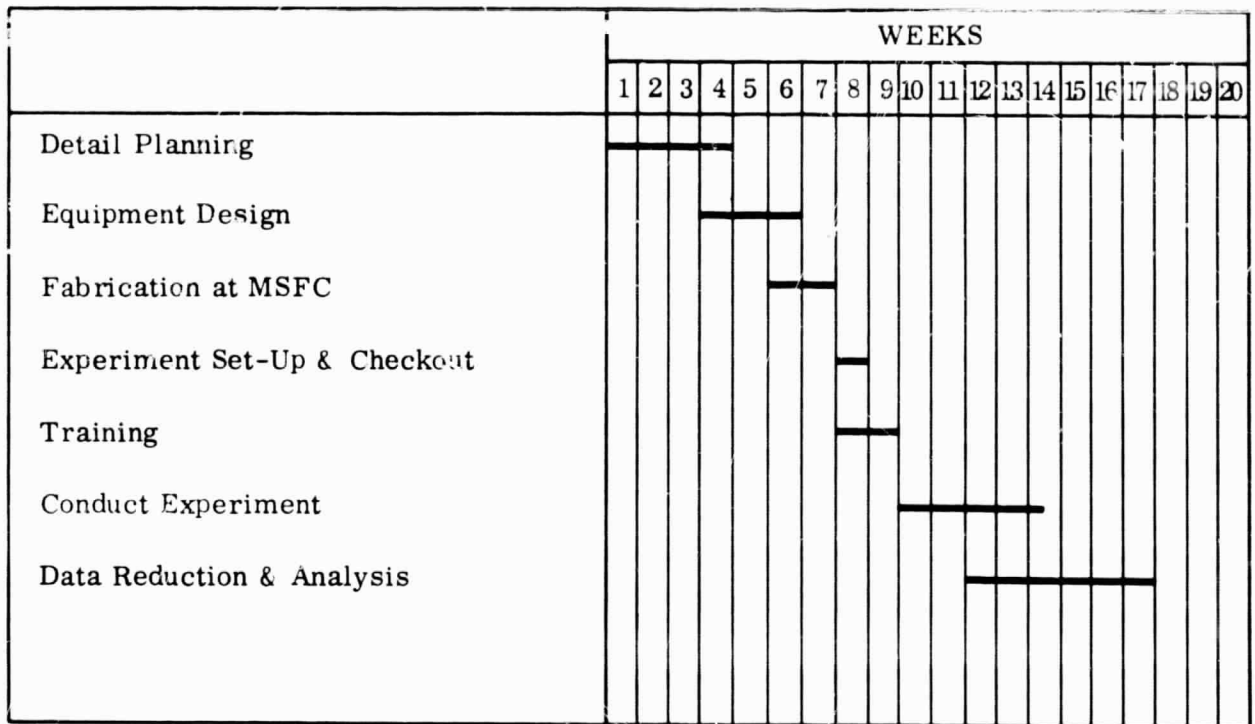 WEEKS
1 2 3 4 5 6 7 8 9 10 11 12 13 14 15 16 17 18 19 20
Detail Planning
Equipment Design
Fabrication at MSFC
Experiment Set-Up & Checkout
Training
Conduct Experiment
Data Reduction & Analysis